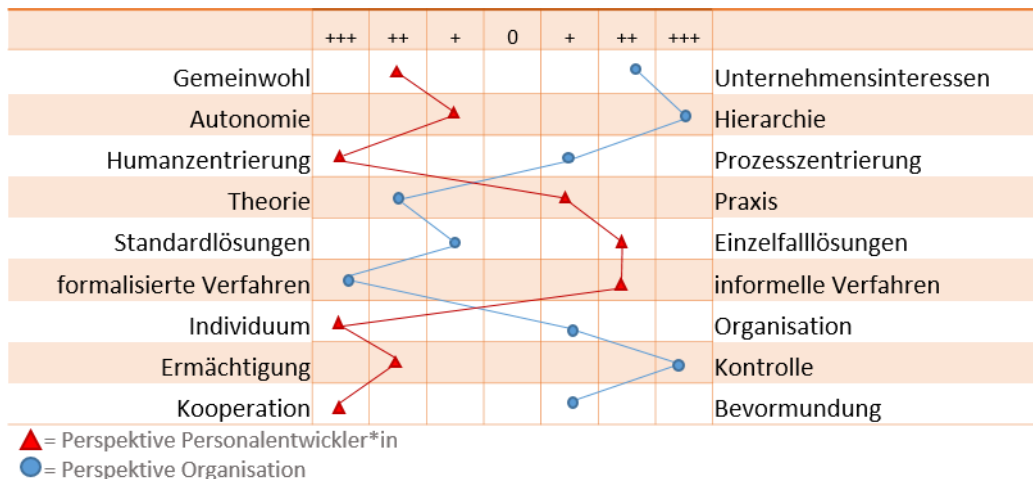 +++ ++ + 0 + ++ +++
Gemeinwohl Unternehmensinteressen
Autonomie Hierarchie
Humanzentrierung Prozesszentrierung
Theorie Praxis
Standardlösungen Einzelfalllösungen
formalisierte Verfahren informelle Verfahren
Individuum Organisation
Ermächtigung Kontrolle
Kooperation Bevormundung
= Perspektive Personalentwickler*in
= Perspektive Organisation